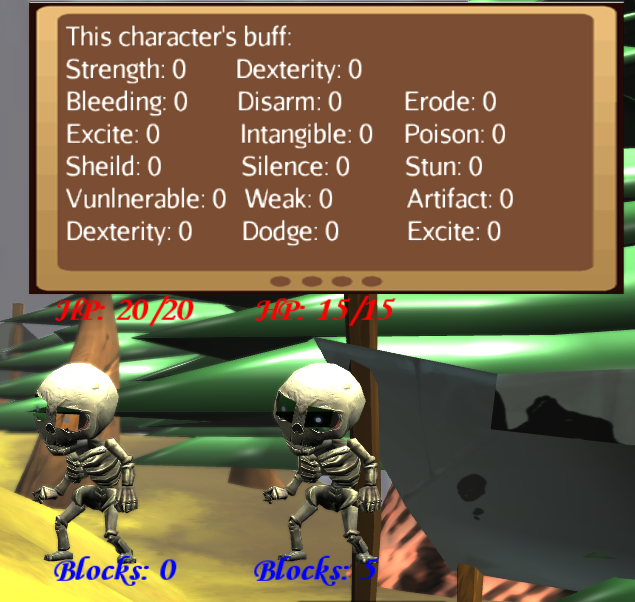 This character's buff:
Strength: 0 Dexterity: 0
Bleeding: 0 Disarm: 0 Erode: 0
Excite: 0 Intangible: 0 Poison: 0
Sheild: 0 Silence: 0 Stun: 0
Vunlnerable: 0 Weak: 0 Artifact: 0
Dexterity: 0 Dodge: 0 Excite: 0
HP: 20/20 HP: 15/15
Blocks: 0 Blocks: 5